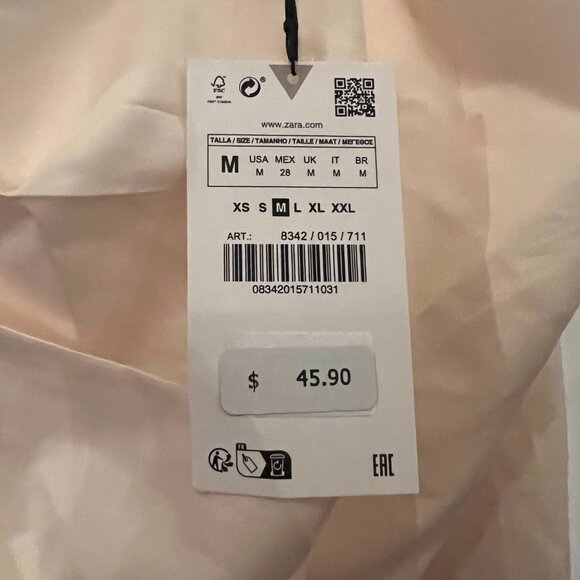 FSC
www.zara.com
TALLA / SIZE / TAMANHO / TAILLE / MAAT / ΜΕΓΕΘΟΣ
M USA MEX UK IT BR
M 28 M M M
XS S M L XL XXL
ART.: 8342 / 015 / 711
08342015711031
$ 45.90
FR
EAC